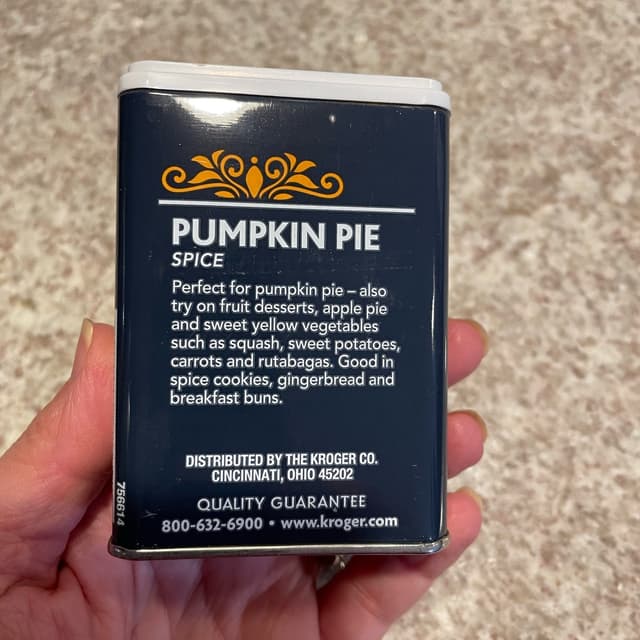 PUMPKIN PIE
SPICE
Perfect for pumpkin pie – also
try on fruit desserts, apple pie
and sweet yellow vegetables
such as squash, sweet potatoes,
carrots and rutabagas. Good in
spice cookies, gingerbread and
breakfast buns.
DISTRIBUTED BY THE KROGER CO.
CINCINNATI, OHIO 45202
QUALITY GUARANTEE
800-632-6900 • www.kroger.com
756614